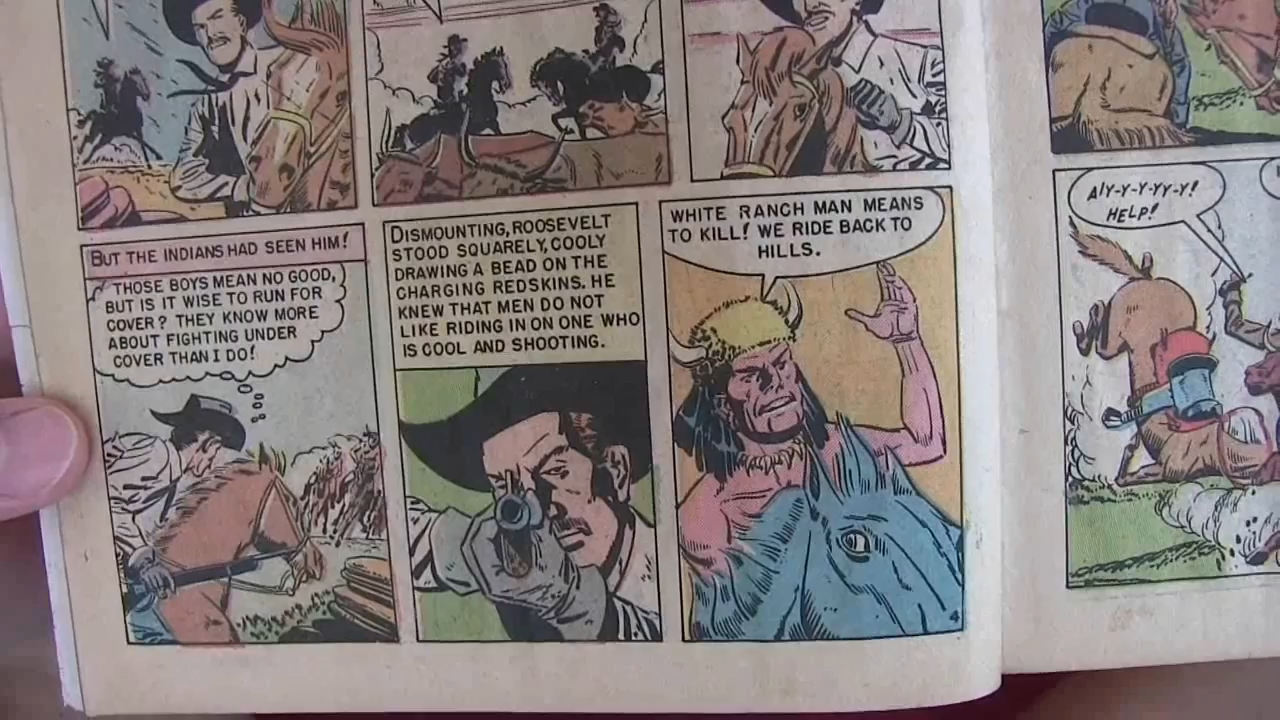 BUT THE INDIANS HAD SEEN HIM!
THOSE BOYS MEAN NO GOOD,
BUT IS IT WISE TO RUN FOR
COVER? THEY KNOW MORE
ABOUT FIGHTING UNDER
COVER THAN I DO!
DISMOUNTING, ROOSEVELT
STOOD SQUARELY, COOLY
DRAWING A BEAD ON THE
CHARGING REDSKINS. HE
KNEW THAT MEN DO NOT
LIKE RIDING IN ON ONE WHO
IS COOL AND SHOOTING.
WHITE RANCH MAN MEANS
TO KILL! WE RIDE BACK TO
HILLS.
4
A/Y-Y-Y-YY-Y!
HELP!